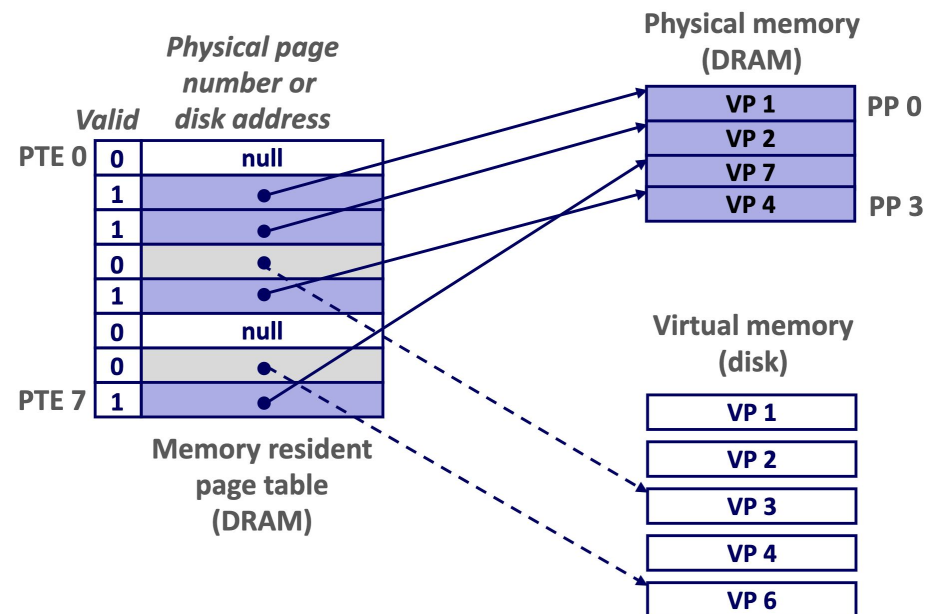 Physical page
number or
disk address
Valid
PTE 0
0
null
1
1
0
1
0
null
0
PTE 7
1
Memory resident
page table
(DRAM)
Physical memory
(DRAM)
VP 1
PP 0
VP 2
VP 7
VP 4
PP 3
Virtual memory
(disk)
VP 1
VP 2
VP 3
VP 4
VP 6